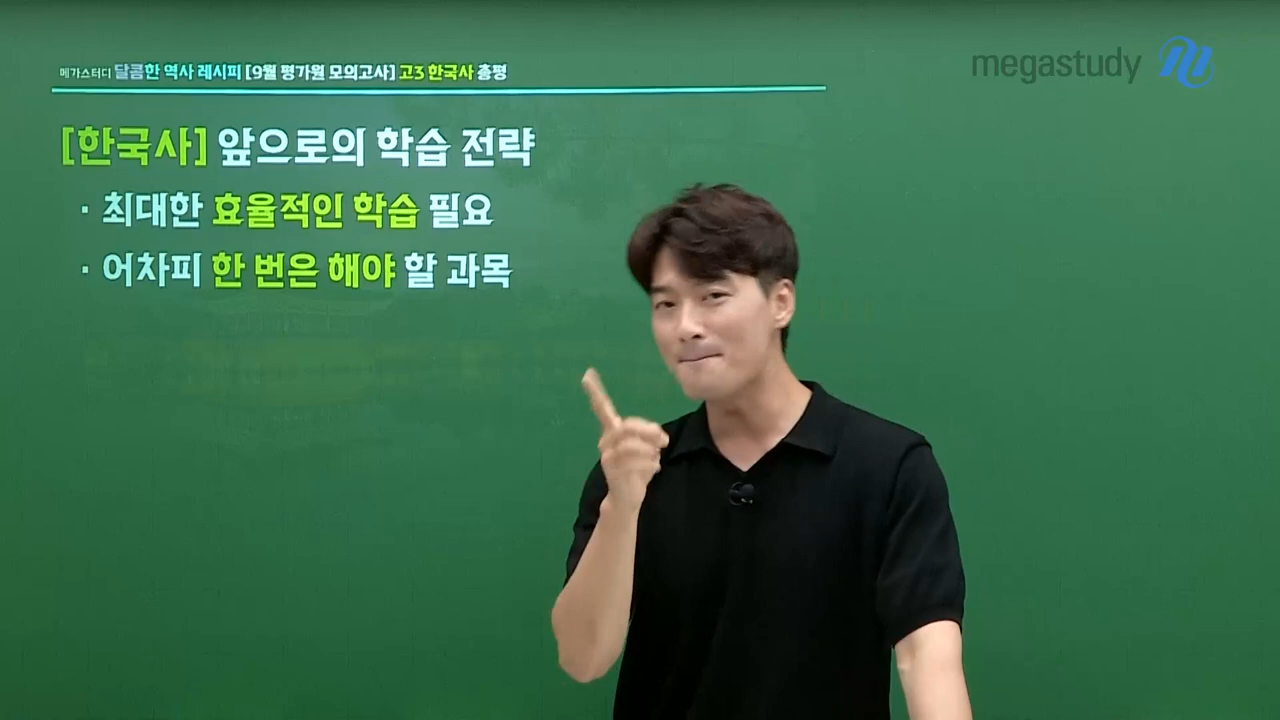 메가스터디 달콤한 역사 레시피 [9월 평가원 모의고사] 고3 한국사 총평
megastudy
[한국사] 앞으로의 학습 전략
· 최대한 효율적인 학습 필요
· 어차피 한 번은 해야 할 과목